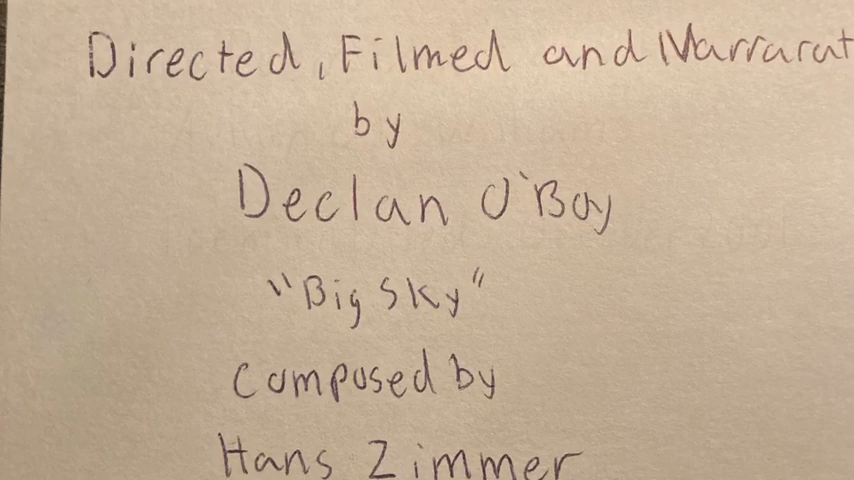 Directed, Filmed and Narrarat
by
Declan O'Boy
"Big Sky"
Composed by
Hans Zimmer